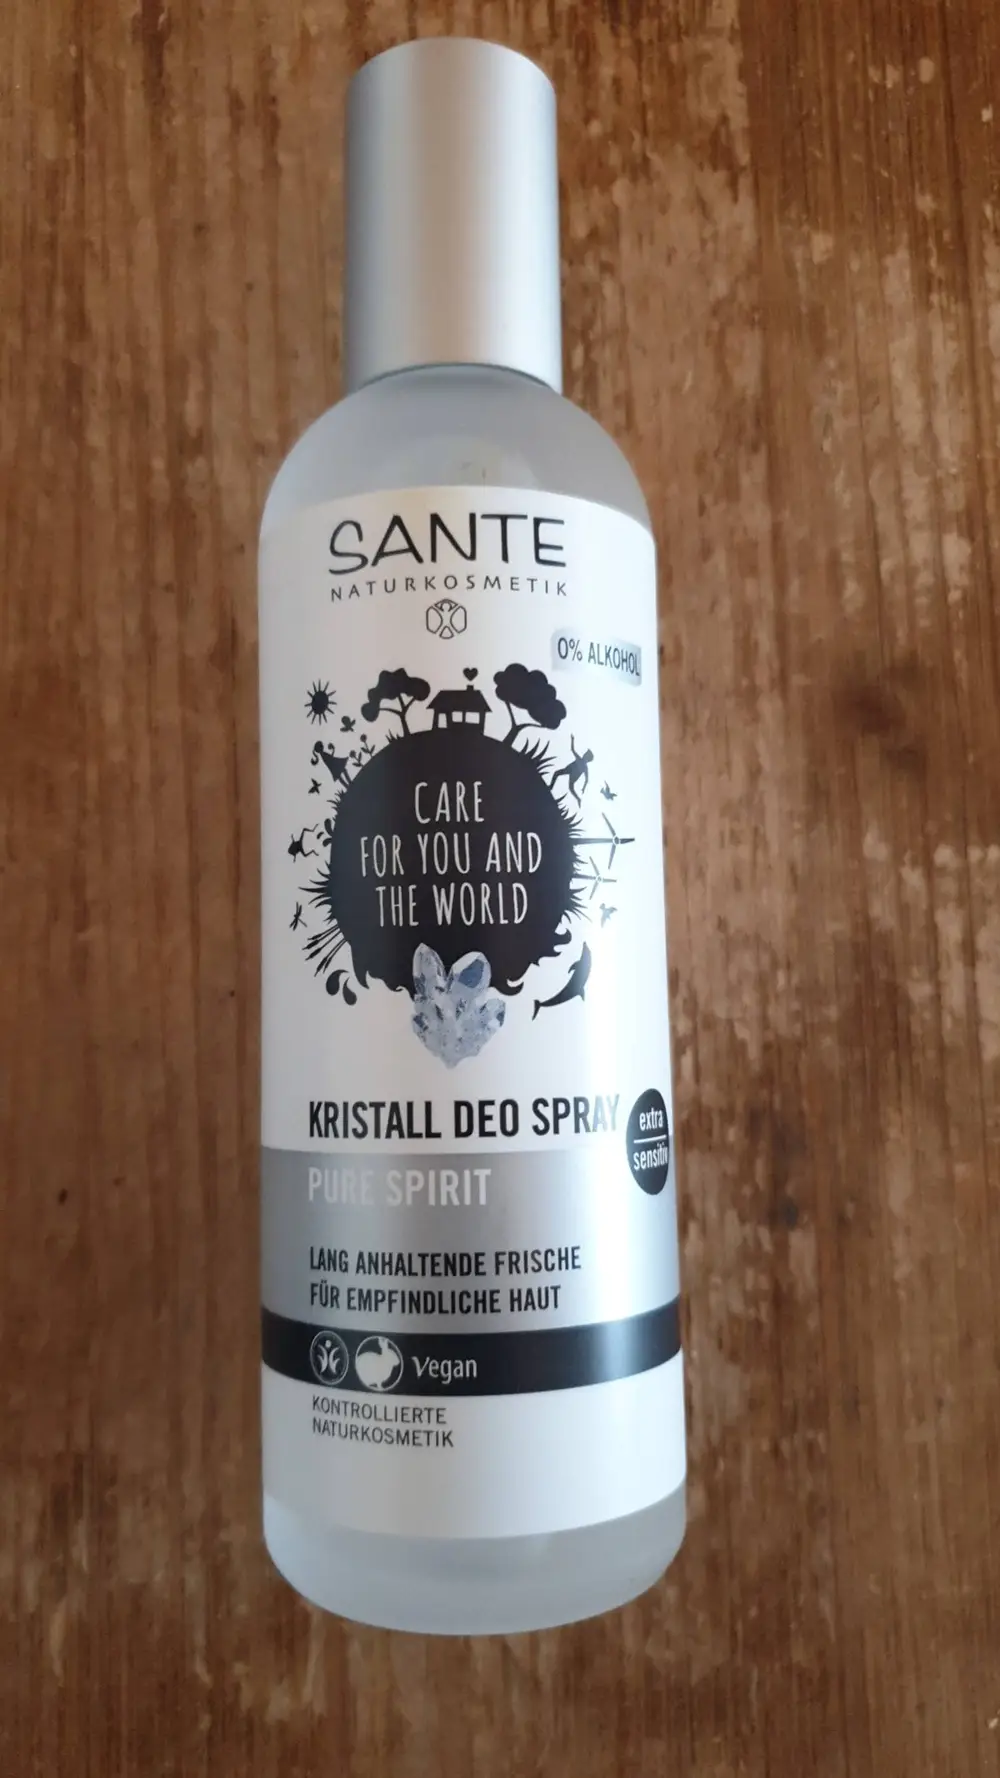 SANTE
NATURKOSMETIK
0% ALKOHOL
CARE
FOR YOU AND
THE WORLD
KRISTALL DEO SPRAY
extra
sensitiv
PURE SPIRIT
LANG ANHALTENDE FRISCHE
FÜR EMPFINDLICHE HAUT
Vegan
KONTROLLIERTE
NATURKOSMETIK